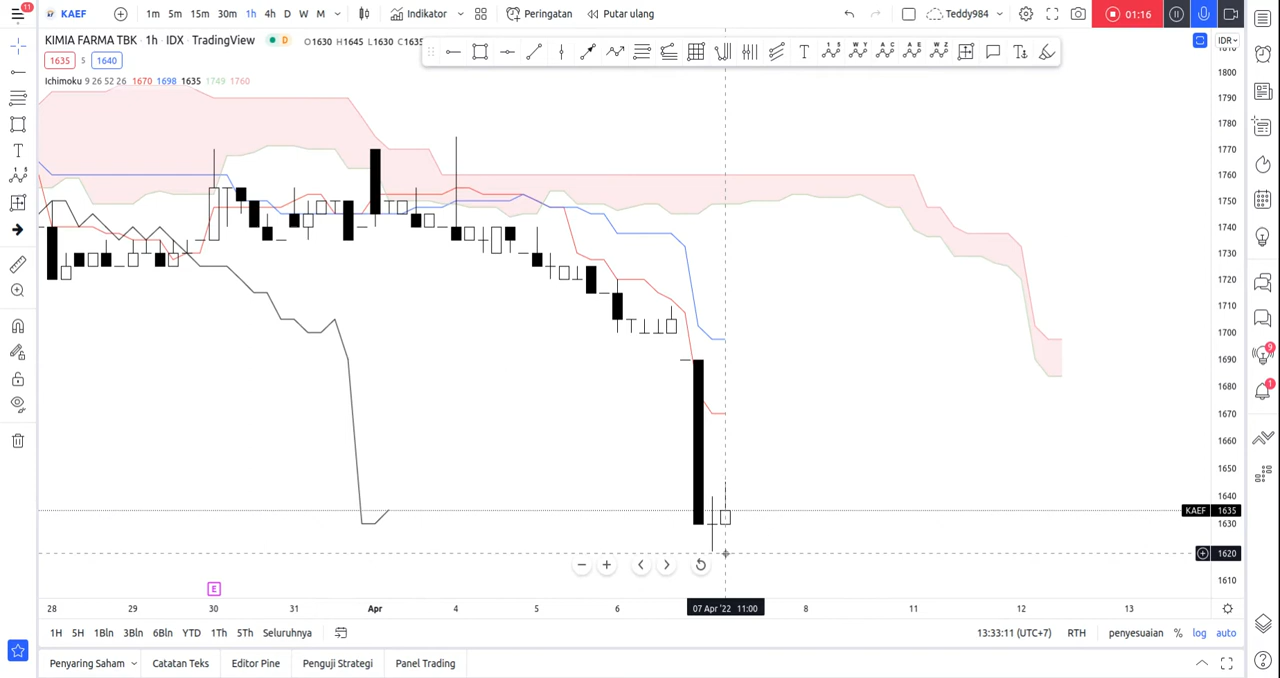 11
KAEF
1m 5m 15m 30m 1h 4h D W M
Indikator
Peringatan
Putar ulang
Teddy984
01:16
KIMIA FARMA TBK · 1h · IDX · TradingView
D
O1630 H1645 L1630 C1635
IDR
1635 5 1640
Ichimoku 9 26 52 26 1670 1698 1635 1749 1760
1810
1800
1790
1780
1770
1760
1750
1740
1730
1720
1710
1700
1690
1680
1670
1660
1650
1640
KAEF 1635
1630
1620
1610
9
1
E
28 29 30 31 Apr 4 5 6 07 Apr '22 11:00 8 11 12 13
1H 5H 1Bln 3Bln 6Bln YTD 1Th 5Th Seluruhnya
13:33:11 (UTC+7) RTH penyesuaian % log auto
Penyaring Saham Catatan Teks Editor Pine Penguji Strategi Panel Trading